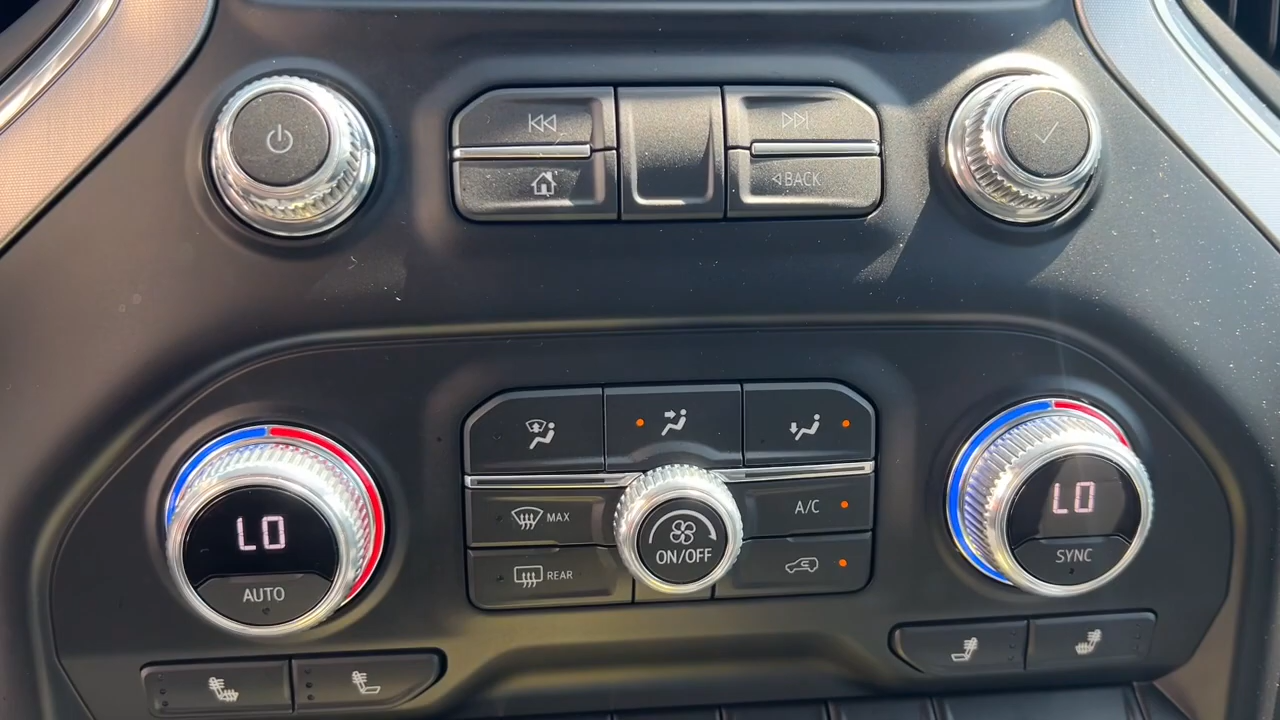 BACK
A/C
MAX
LO
LO
ON/OFF
SYNC
REAR
AUTO